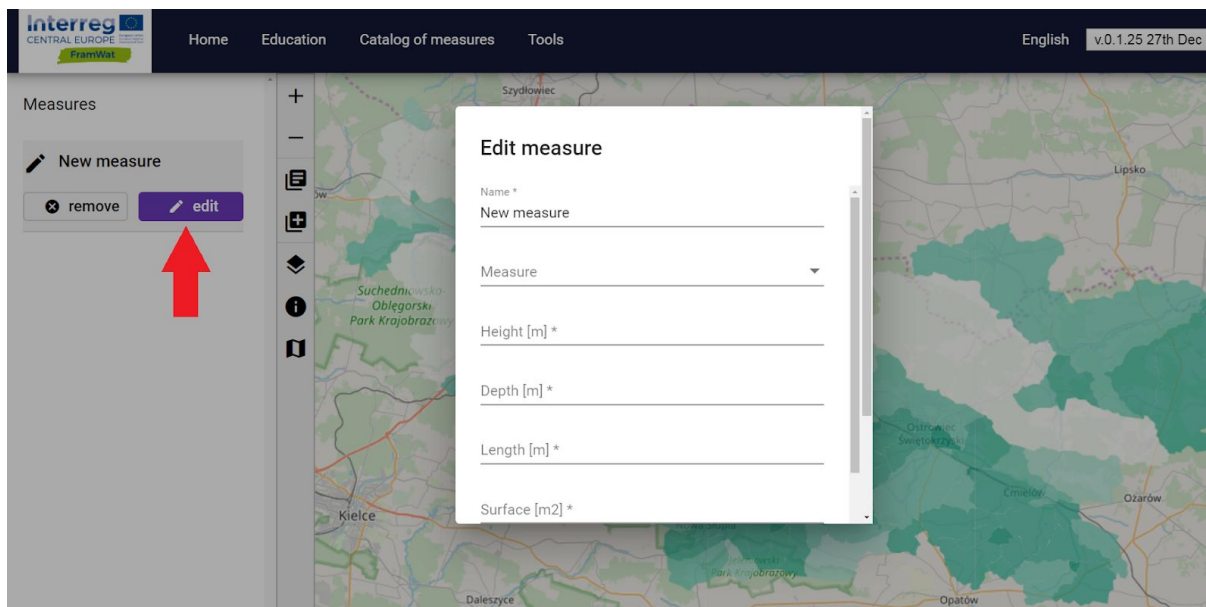 Interreg
CENTRAL EUROPE
FramWat
Home Education Catalog of measures Tools English v.0.1.25 27th Dec
Measures
New measure
remove edit
Edit measure
Name *
New measure
Measure
Height [m] *
Depth [m] *
Length [m] *
Surface [m2] *
Szydłowiec
Lipsko
Suchedniowsko-
Oblęgorski
Park Krajobrazowy
Ostrowiec
Świętokrzyski
Ćmielów
Ożarów
Kielce
Park Krajobrazowy
Daleszyce
Opatów